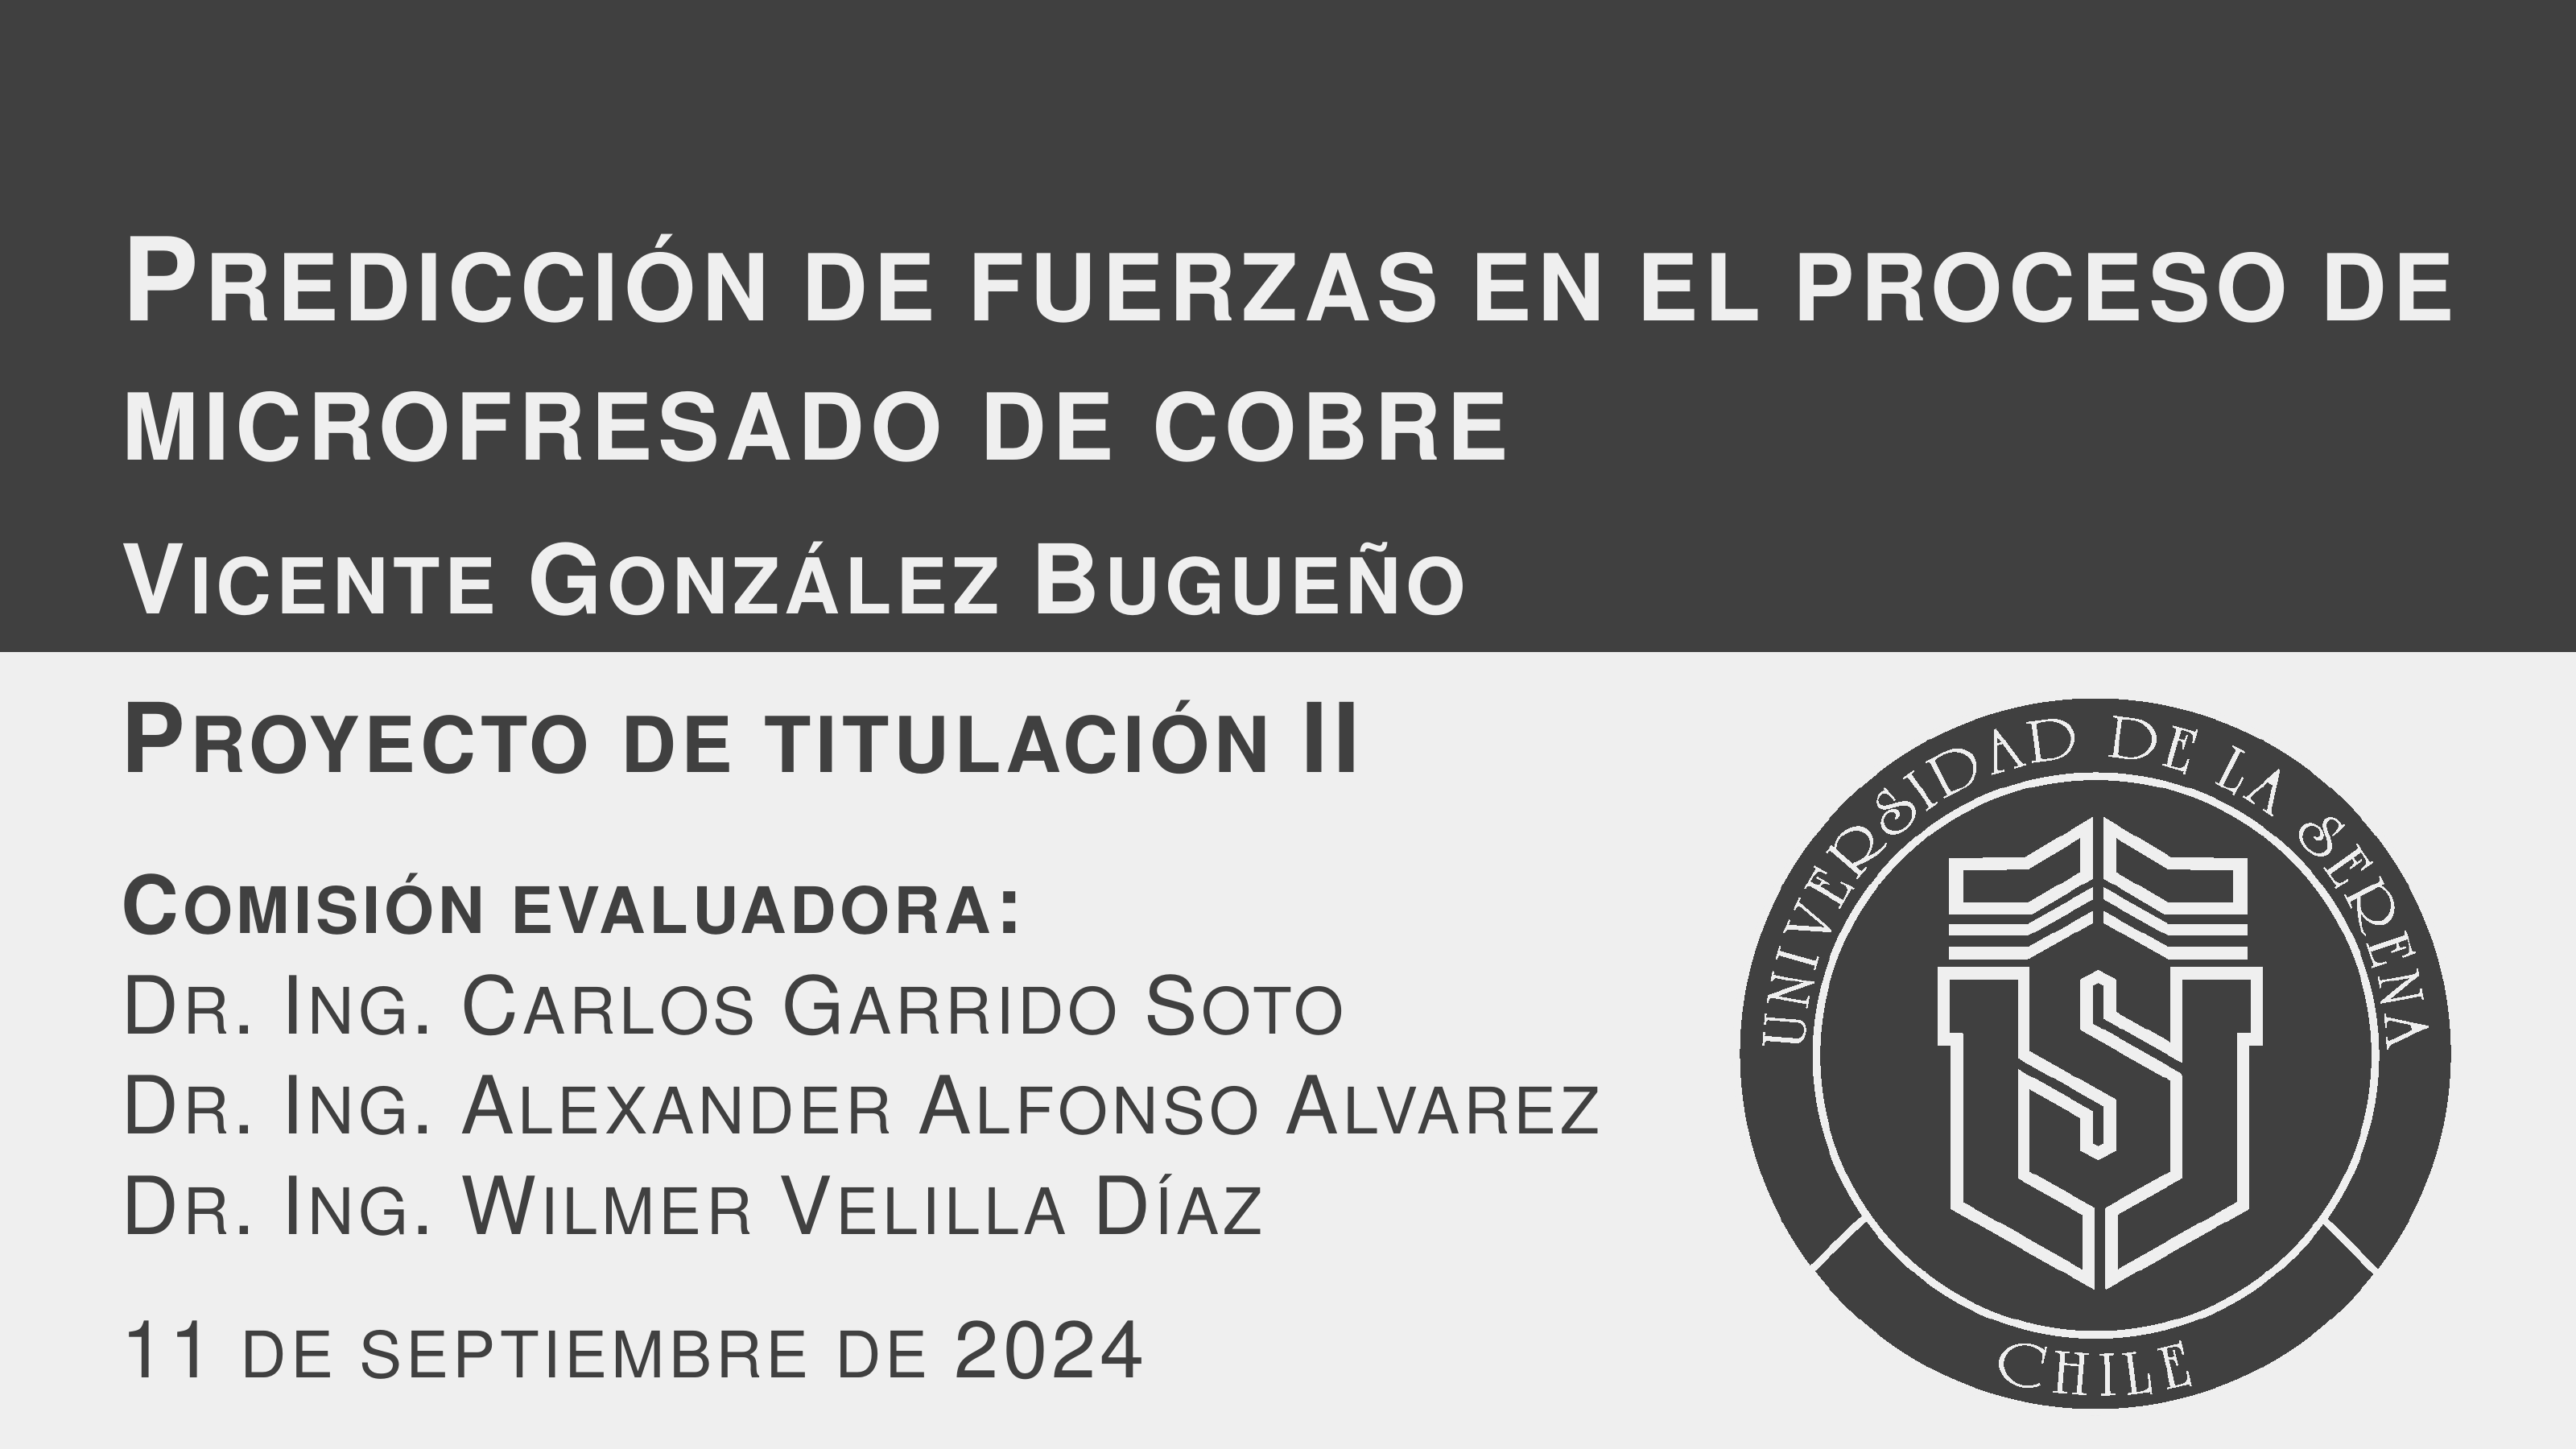 Predicción de fuerzas en el proceso de
microfresado de cobre
Vicente González Bugueño
Proyecto de titulación II
Comisión evaluadora:
Dr. Ing. Carlos Garrido Soto
Dr. Ing. Alexander Alfonso Alvarez
Dr. Ing. Wilmer Velilla Díaz
11 de septiembre de 2024
UNIVERSIDAD DE LA SERENA
CHILE